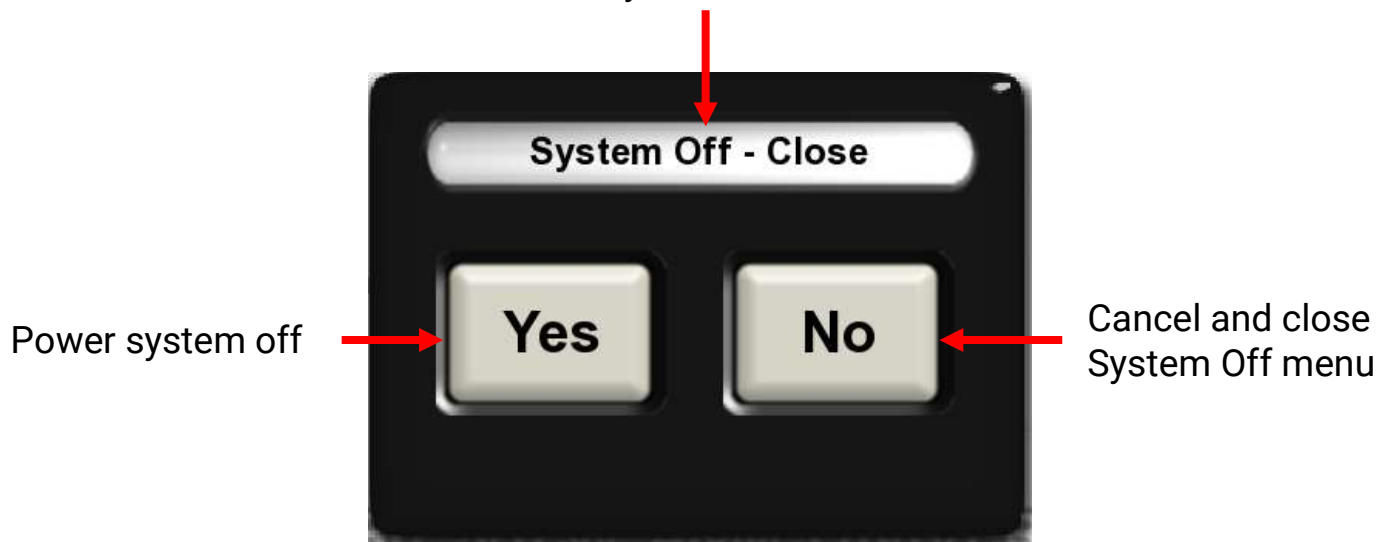 System Off - Close
Yes
No
Power system off
Cancel and close
System Off menu